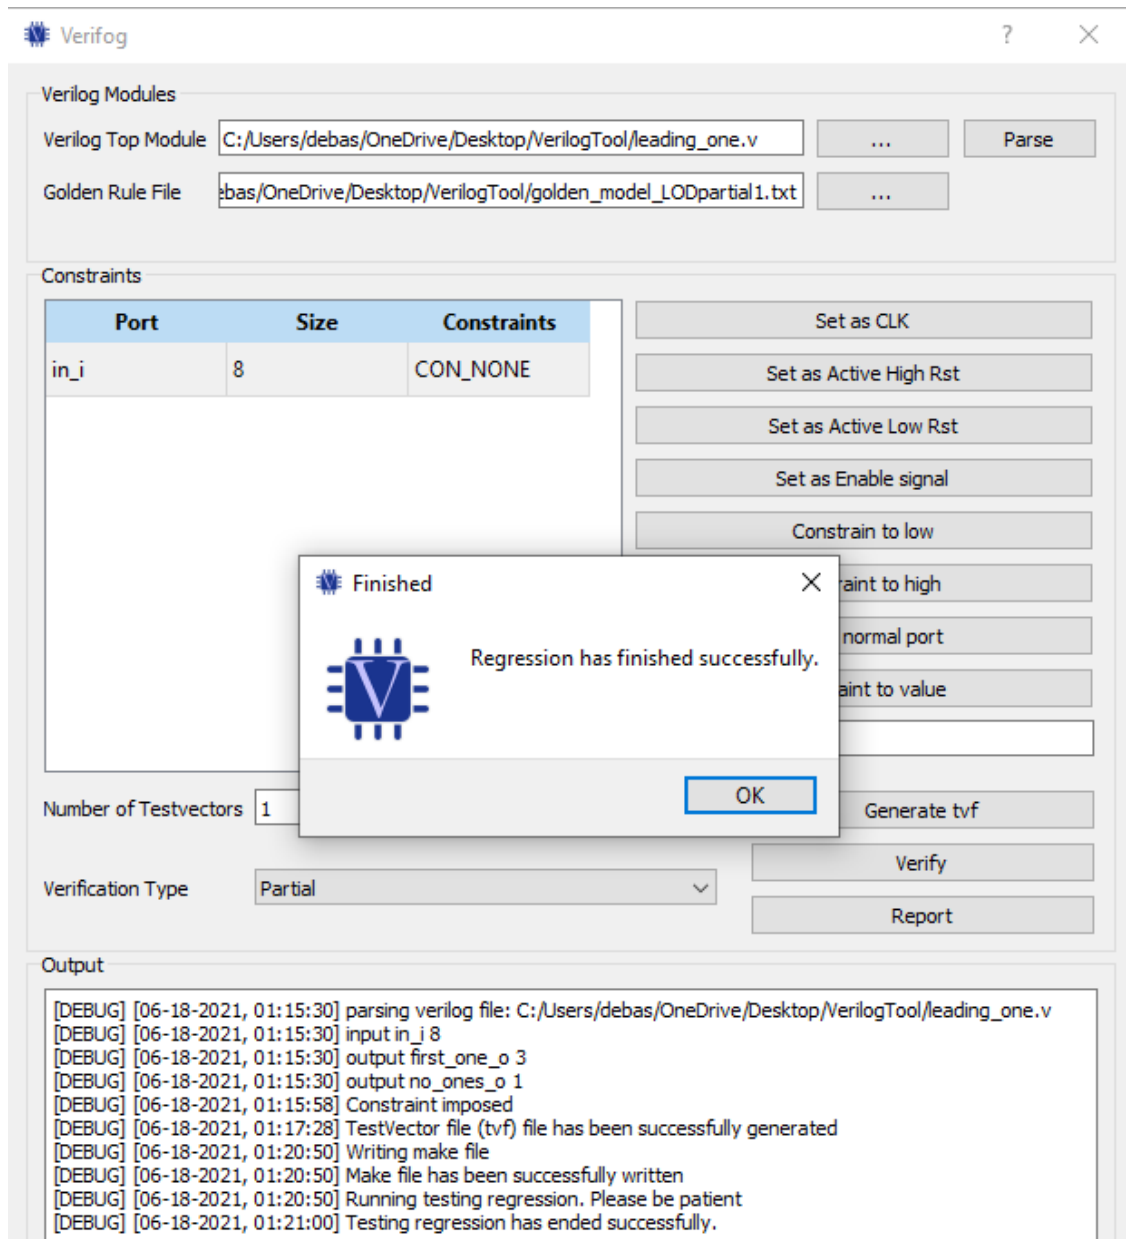 Verifog ?
Verilog Modules
Verilog Top Module C:/Users/debas/OneDrive/Desktop/VerilogTool/leading_one.v ... Parse
Golden Rule File ebas/OneDrive/Desktop/VerilogTool/golden_model_LODpartial1.txt ...
Constraints
Port Size Constraints
in_i 8 CON_NONE
Set as CLK
Set as Active High Rst
Set as Active Low Rst
Set as Enable signal
Constrain to low
raint to high
normal port
aint to value
Finished
V
Regression has finished successfully.
OK
Number of Testvectors 1
Generate tvf
Verify
Verification Type Partial
Report
Output
[DEBUG] [06-18-2021, 01:15:30] parsing verilog file: C:/Users/debas/OneDrive/Desktop/VerilogTool/leading_one.v
[DEBUG] [06-18-2021, 01:15:30] input in_i 8
[DEBUG] [06-18-2021, 01:15:30] output first_one_o 3
[DEBUG] [06-18-2021, 01:15:30] output no_ones_o 1
[DEBUG] [06-18-2021, 01:15:58] Constraint imposed
[DEBUG] [06-18-2021, 01:17:28] TestVector file (tvf) file has been successfully generated
[DEBUG] [06-18-2021, 01:20:50] Writing make file
[DEBUG] [06-18-2021, 01:20:50] Make file has been successfully written
[DEBUG] [06-18-2021, 01:20:50] Running testing regression. Please be patient
[DEBUG] [06-18-2021, 01:21:00] Testing regression has ended successfully.